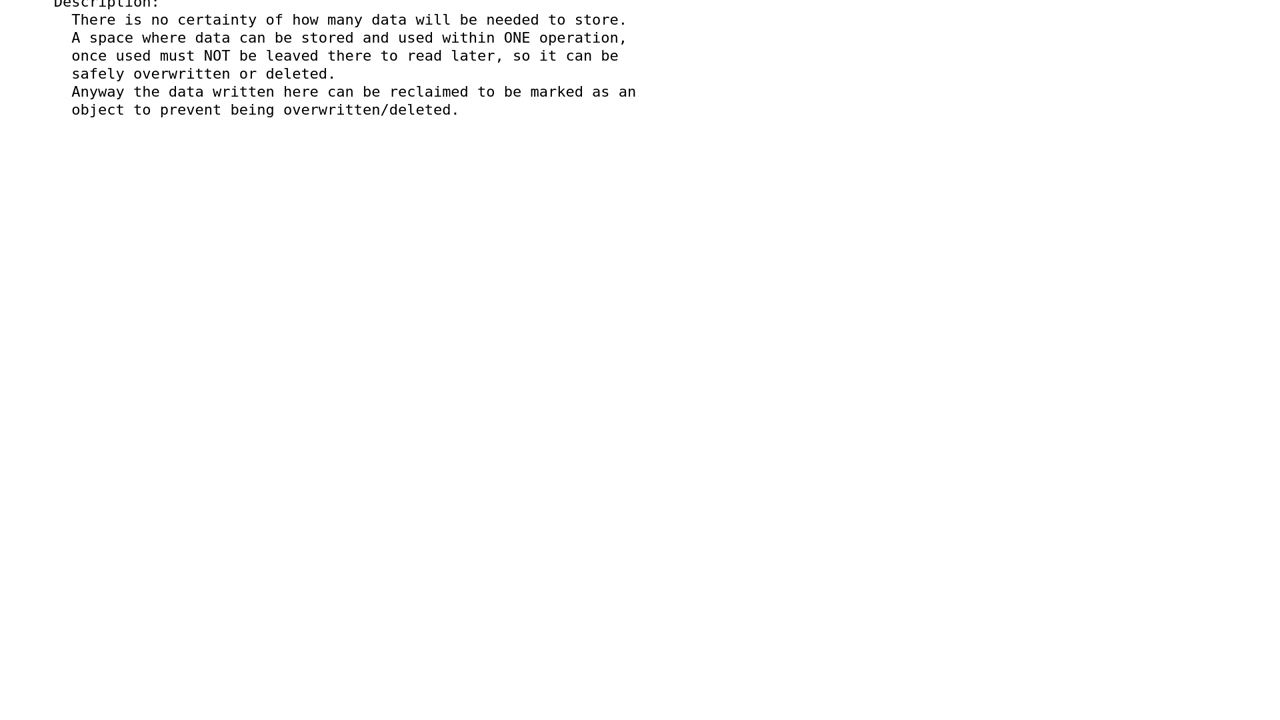 Description:
There is no certainty of how many data will be needed to store.
A space where data can be stored and used within ONE operation,
once used must NOT be leaved there to read later, so it can be
safely overwritten or deleted.
Anyway the data written here can be reclaimed to be marked as an
object to prevent being overwritten/deleted.